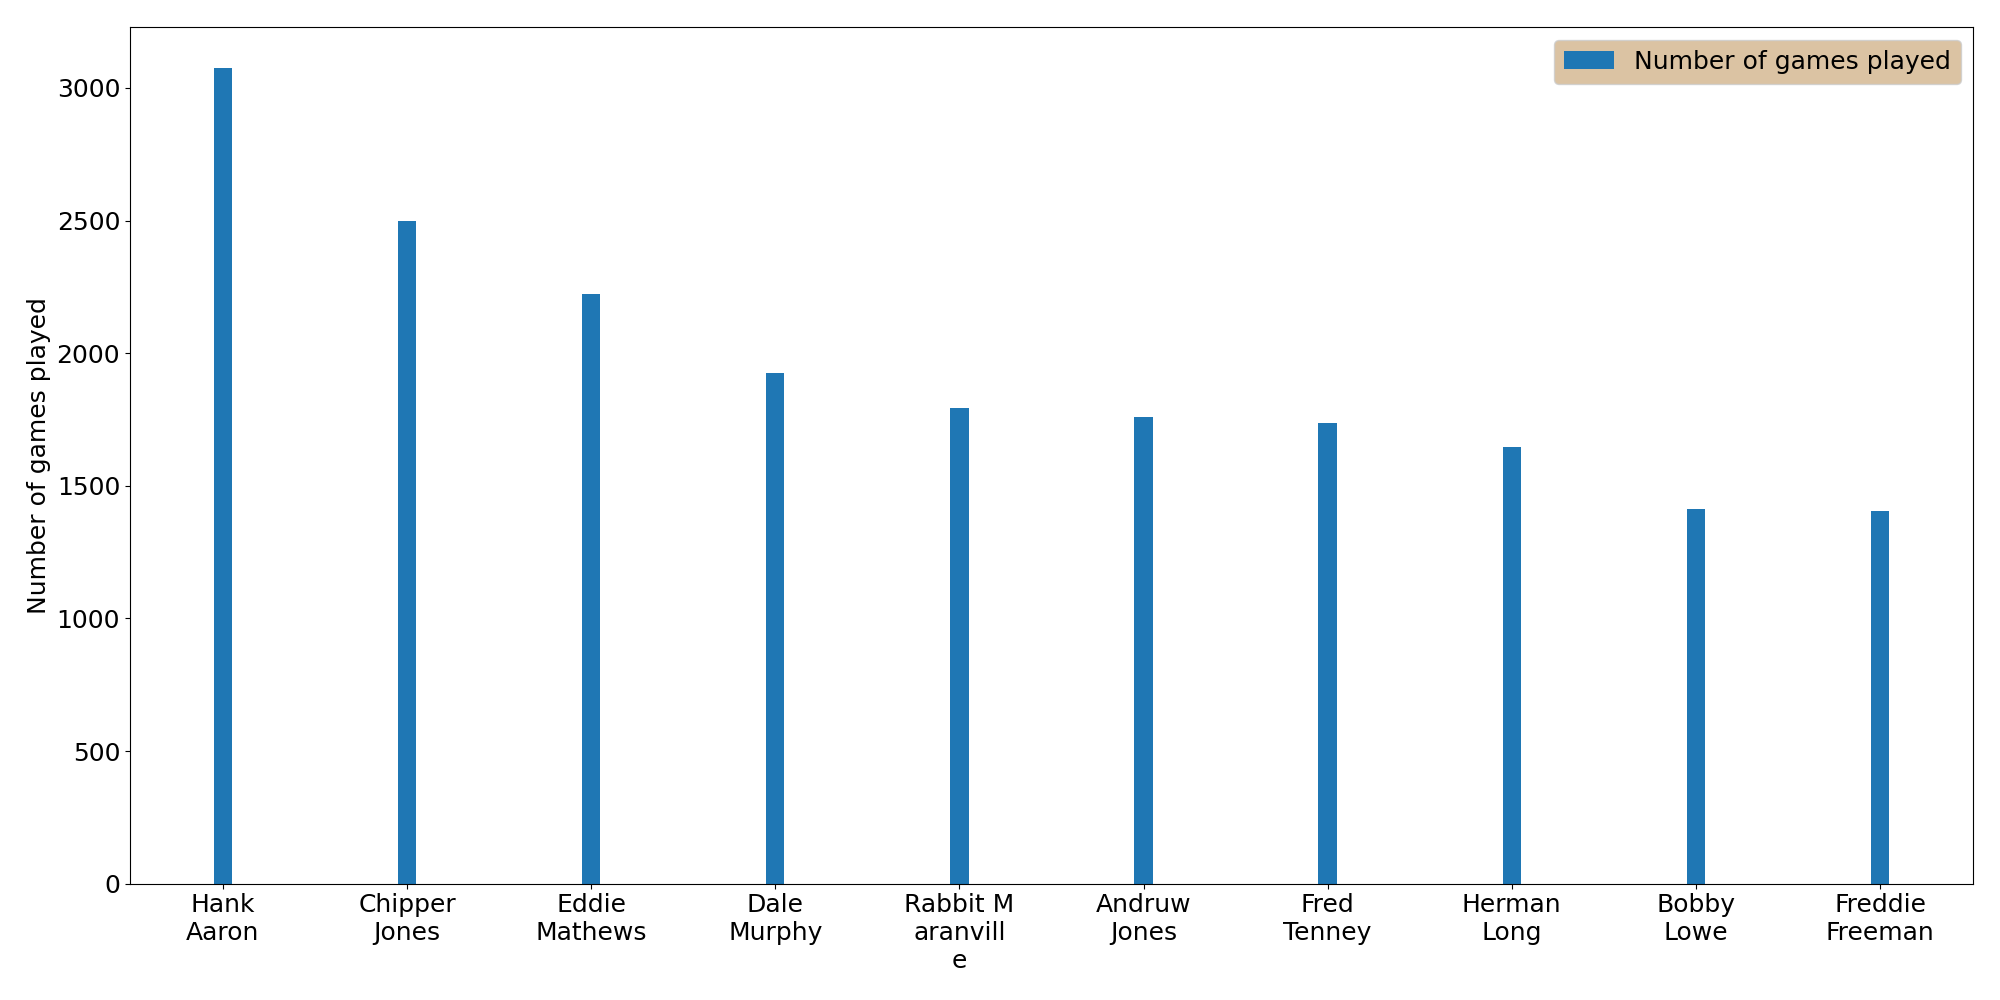 Number of games played
3000
2500
2000
1500
1000
500
0
Number of games played
Hank
Aaron
Chipper
Jones
Eddie
Mathews
Dale
Murphy
Rabbit M
aranvill
e
Andruw
Jones
Fred
Tenney
Herman
Long
Bobby
Lowe
Freddie
Freeman